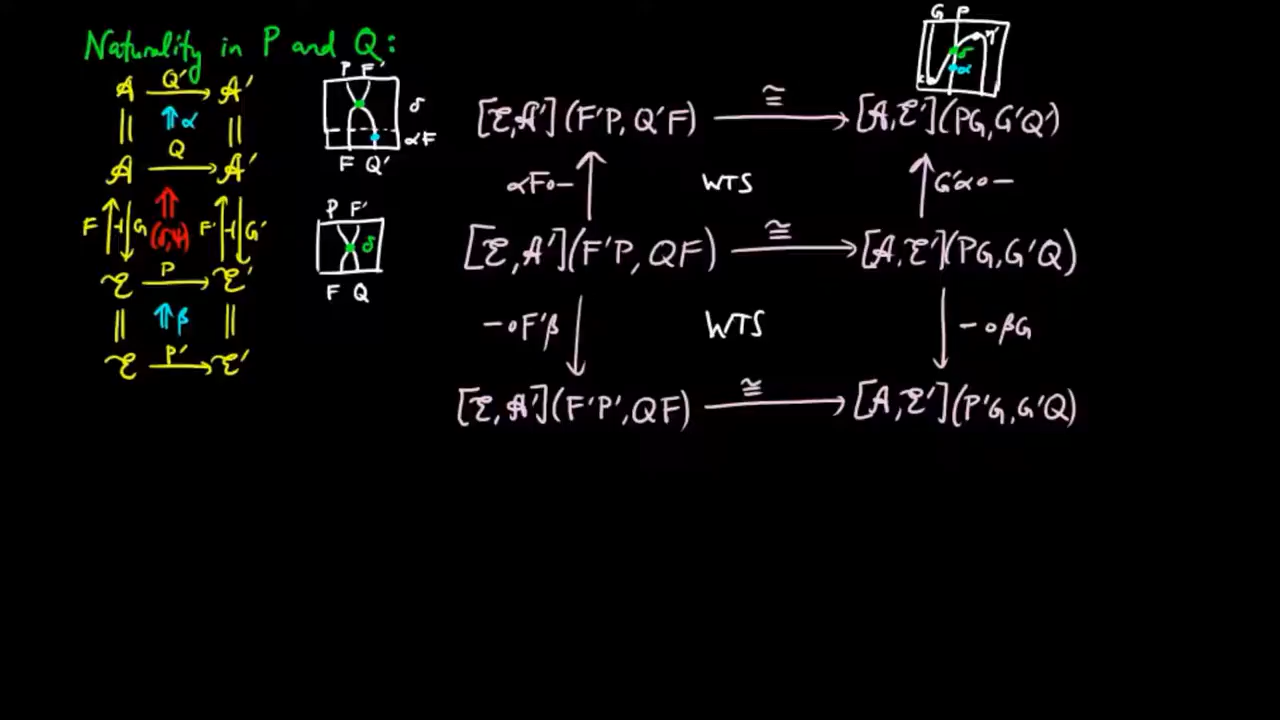 Naturality in P and Q:
G P
η'
δ
α
ε
A Q' A'
⇑α
Q
A A'
F ⊣ G (δ,γ) F' ⊣ G'
P
E E'
⇑β
P'
E E'
P F'
δ
αF
F Q'
P F'
δ
F Q
[E,A'](F'P, Q'F) ≅ [A,E'](PG, G'Q')
αF∘− WTS G'α∘−
[E,A'](F'P, QF) ≅ [A,E'](PG, G'Q)
−∘F'β WTS −∘βG
[E,A'](F'P', QF) ≅ [A,E'](P'G, G'Q)